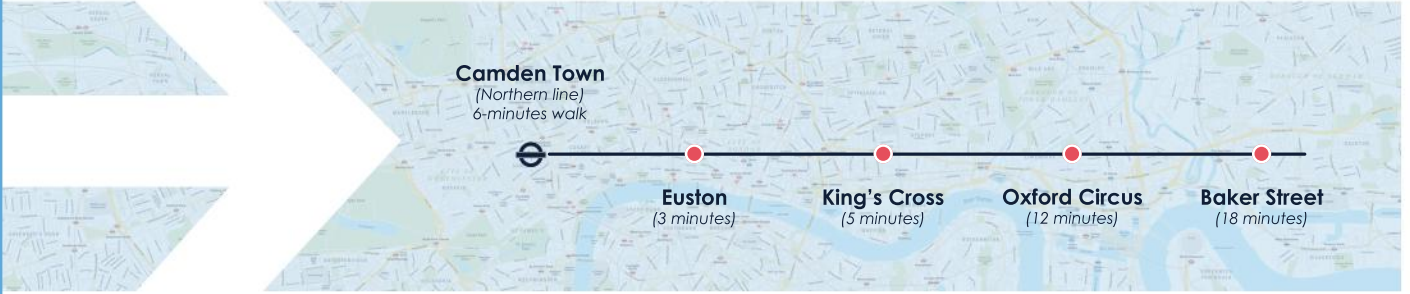 Camden Town
(Northern line)
6-minutes walk
Euston
(3 minutes)
King's Cross
(5 minutes)
Oxford Circus
(12 minutes)
Baker Street
(18 minutes)